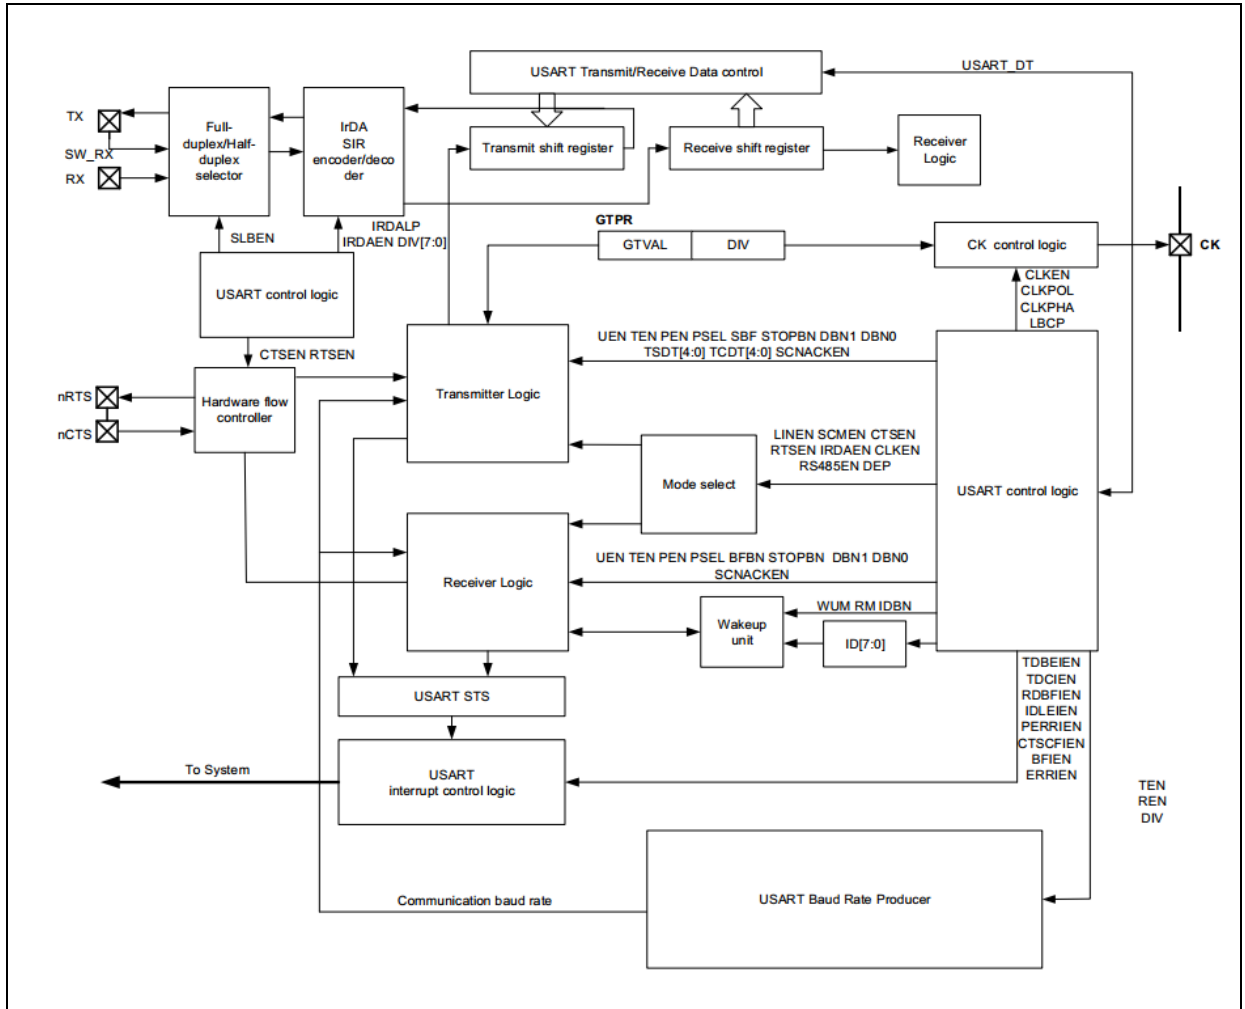 USART_DT
USART Transmit/Receive Data control
TX
SW_RX
RX
Full-
duplex/Half-
duplex
selector
IrDA
SIR
encoder/deco
der
Transmit shift register
Receive shift register
Receiver
Logic
SLBEN
IRDALP
IRDAEN DIV[7:0]
GTPR
GTVAL
DIV
CK control logic
CK
USART control logic
CLKEN
CLKPOL
CLKPHA
LBCP
CTSEN RTSEN
UEN TEN PEN PSEL SBF STOPBN DBN1 DBN0
TSDT[4:0] TCDT[4:0] SCNACKEN
nRTS
nCTS
Hardware flow
controller
Transmitter Logic
LINEN SCMEN CTSEN
RTSEN IRDAEN CLKEN
RS485EN DEP
Mode select
USART control logic
UEN TEN PEN PSEL BFBN STOPBN DBN1 DBN0
SCNACKEN
Receiver Logic
WUM RM IDBN
Wakeup
unit
ID[7:0]
USART STS
TDBEIEN
TDCIEN
RDBFIEN
IDLEIEN
PERRIEN
CTSCFIEN
BFIEN
ERRIEN
To System
USART
interrupt control logic
TEN
REN
DIV
Communication baud rate
USART Baud Rate Producer